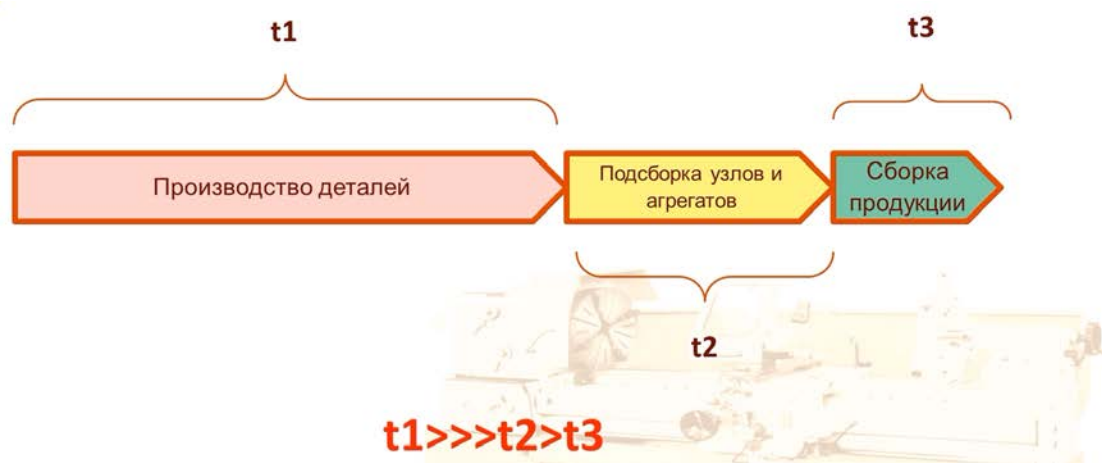 t1
t3
Производство деталей
Подсборка узлов и
агрегатов
Сборка
продукции
t2
t1>>>t2>t3